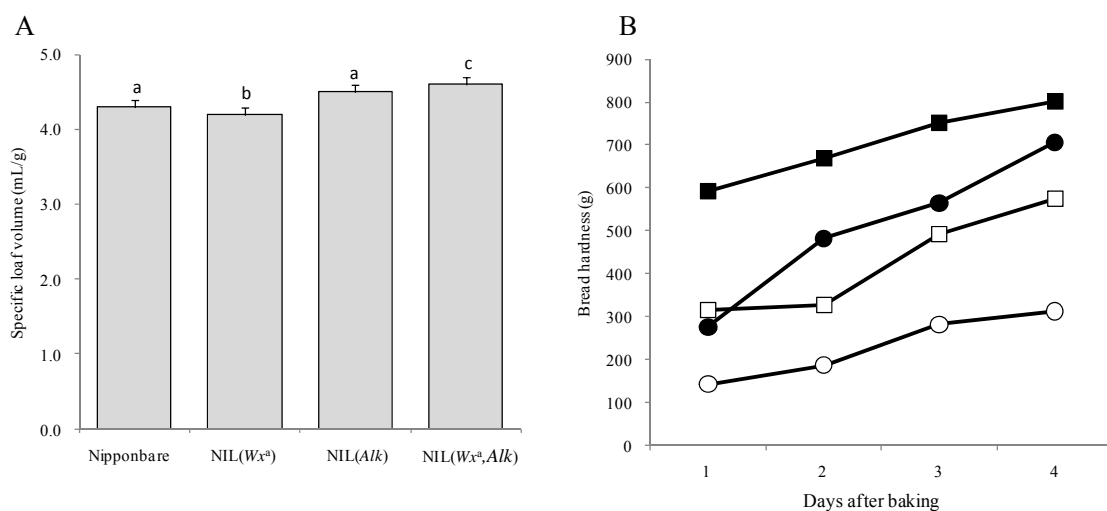 A
5.0
4.0
3.0
2.0
1.0
0.0
Specific loaf volume (mL/g)
a
b
a
c
Nipponbare
NIL(Wxᵃ)
NIL(Alk)
NIL(Wxᵃ,Alk)
B
900
800
700
600
500
400
300
200
100
0
Bread hardness (g)
1
2
3
4
Days after baking